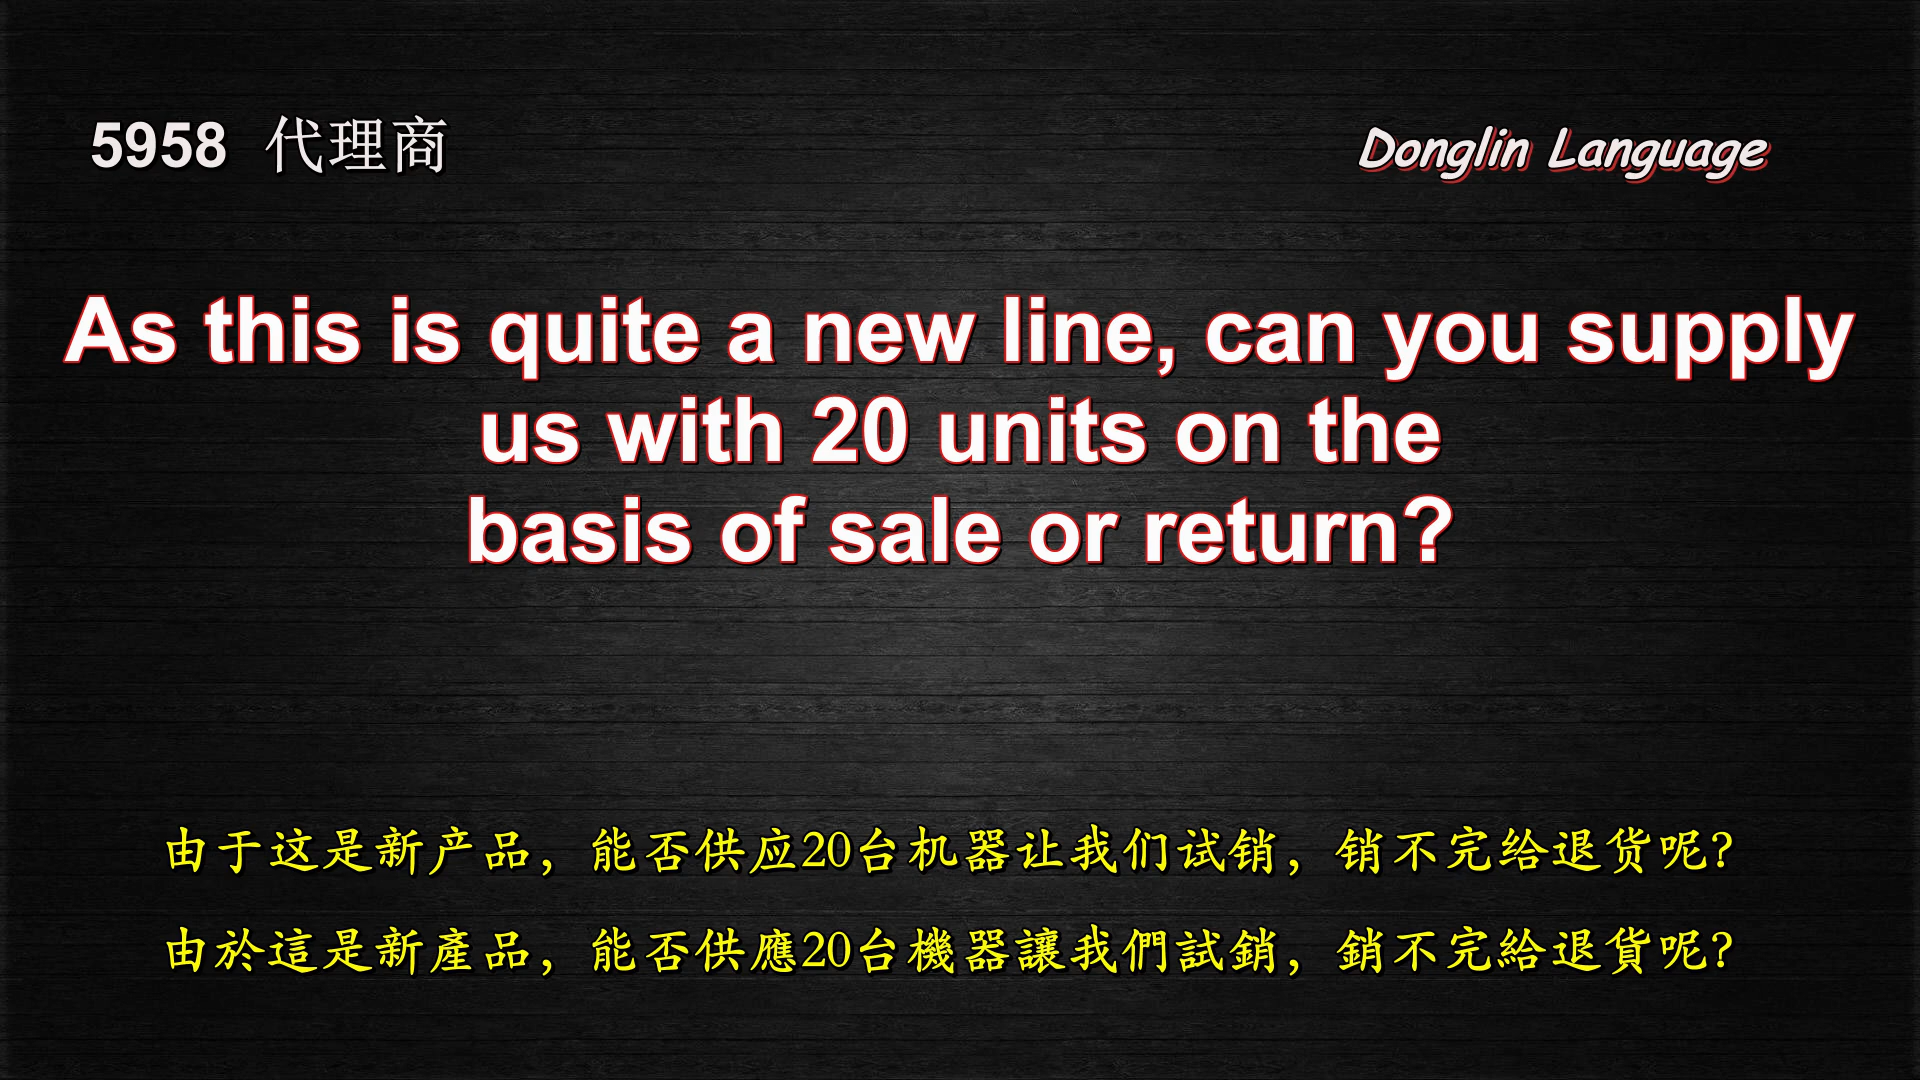 5958 代理商
Donglin Language
As this is quite a new line, can you supply
us with 20 units on the
basis of sale or return?
由于这是新产品，能否供应20台机器让我们试销，销不完给退货呢?
由於這是新產品，能否供應20台機器讓我們試銷，銷不完給退貨呢?